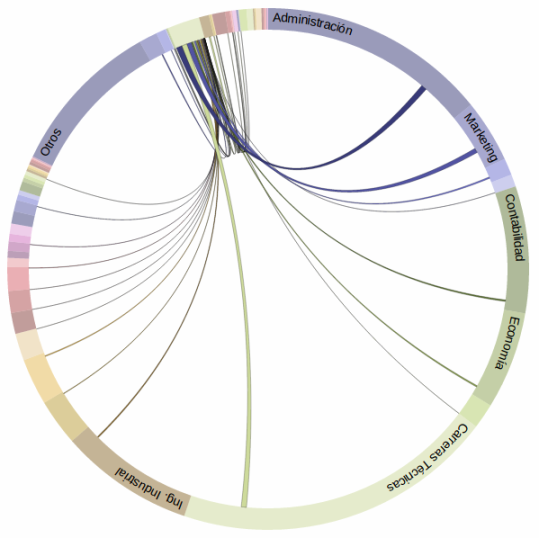 Administración
Marketing
Contabilidad
Economía
Carreras Técnicas
Ing. Industrial
Otros